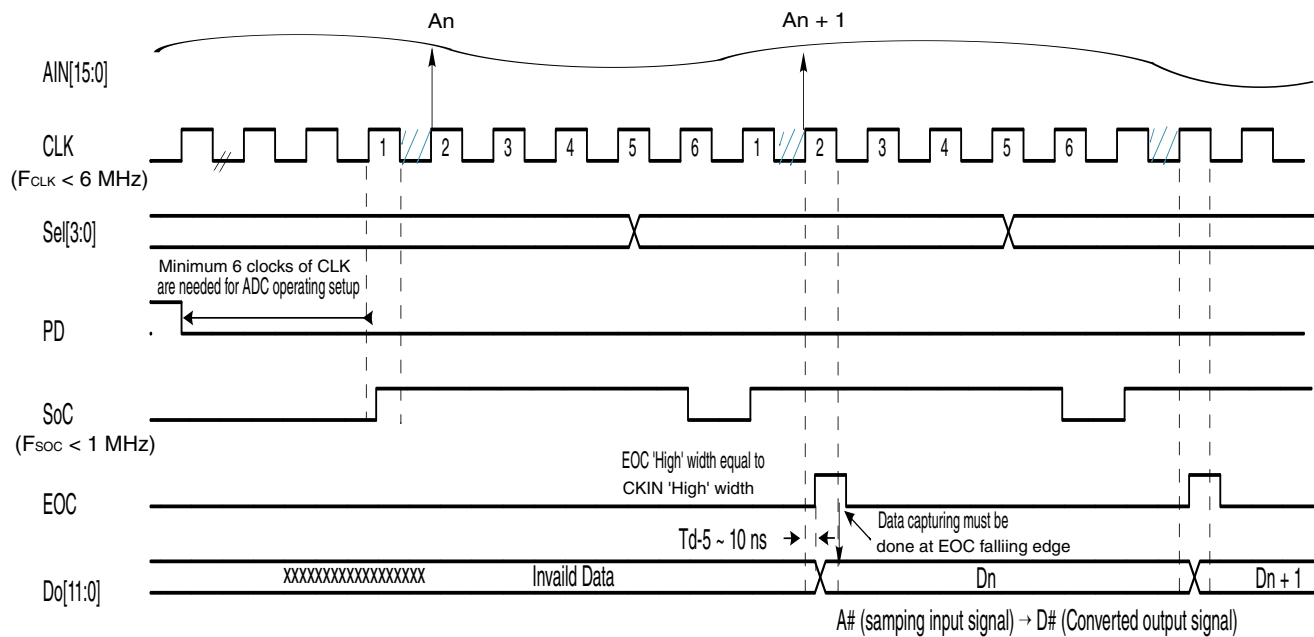 An
An + 1
AIN[15:0]
CLK
1 2 3 4 5 6 1 2 3 4 5 6
(FCLK < 6 MHz)
Sel[3:0]
Minimum 6 clocks of CLK
are needed for ADC operating setup
PD
SoC
(FSOC < 1 MHz)
EOC 'High' width equal to
CKIN 'High' width
EOC
Data capturing must be
done at EOC falliing edge
Td-5 ~ 10 ns
Do[11:0]
XXXXXXXXXXXXXXXXXX Invaild Data Dn Dn + 1
A# (samping input signal) → D# (Converted output signal)